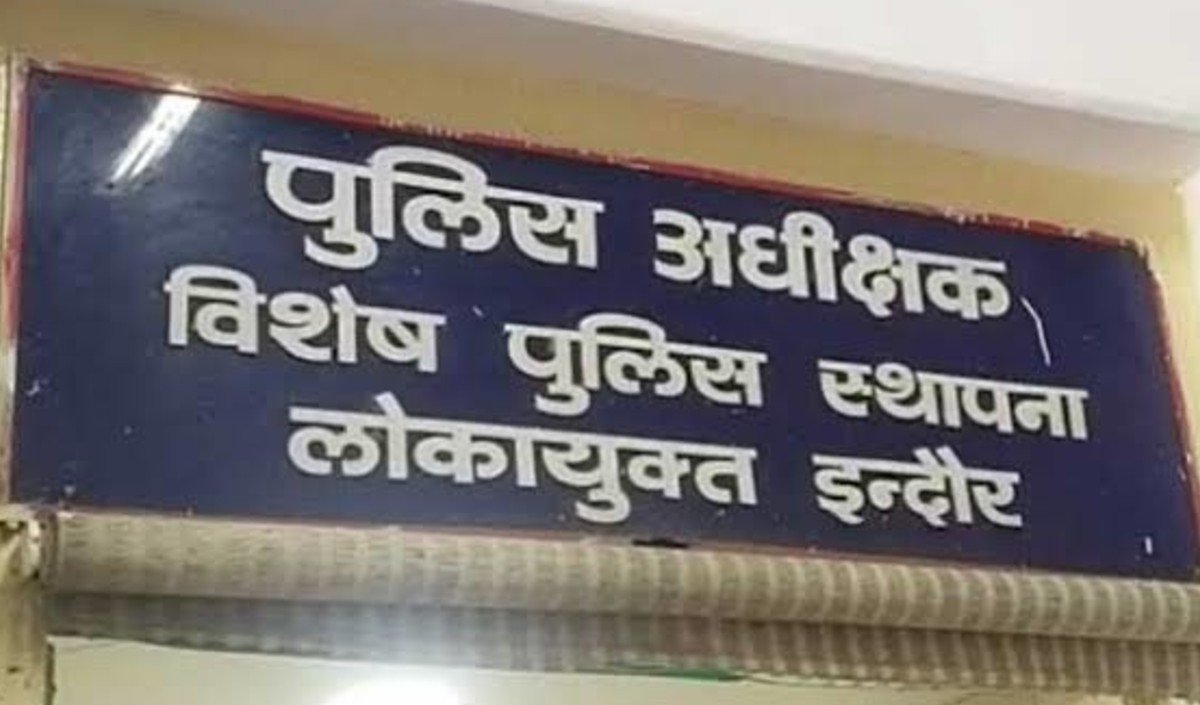 पुलिस अधीक्षक
विशेष पुलिस स्थापना
लोकायुक्त इन्दौर